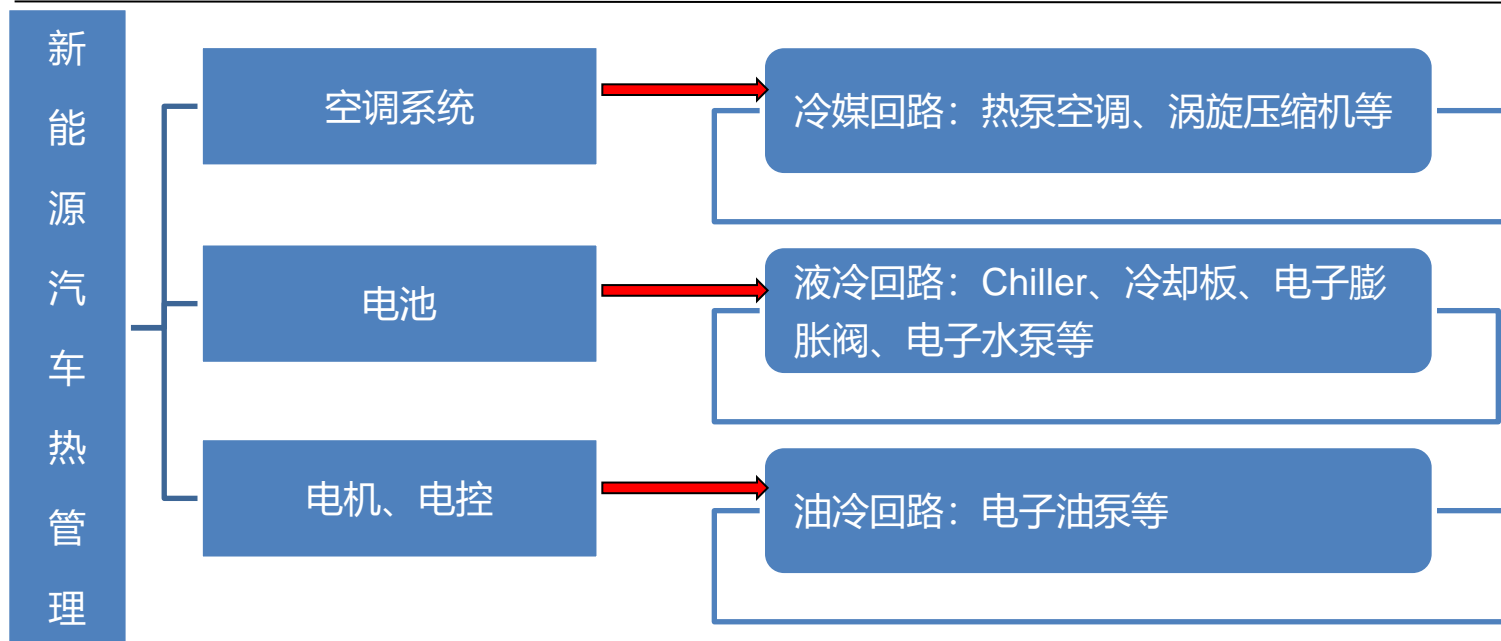 新能源汽车热管理
空调系统
冷媒回路：热泵空调、涡旋压缩机等
电池
液冷回路：Chiller、冷却板、电子膨
胀阀、电子水泵等
电机、电控
油冷回路：电子油泵等